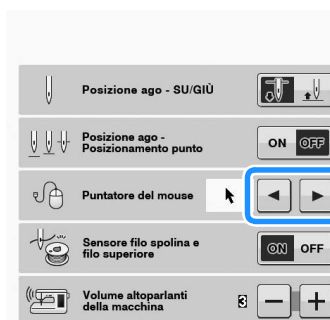 Posizione ago - SU/GIÙ
Posizione ago -
Posizionamento punto
ON OFF
Puntatore del mouse
Sensore filo spolina e
filo superiore
ON OFF
Volume altoparlanti
della macchina
3